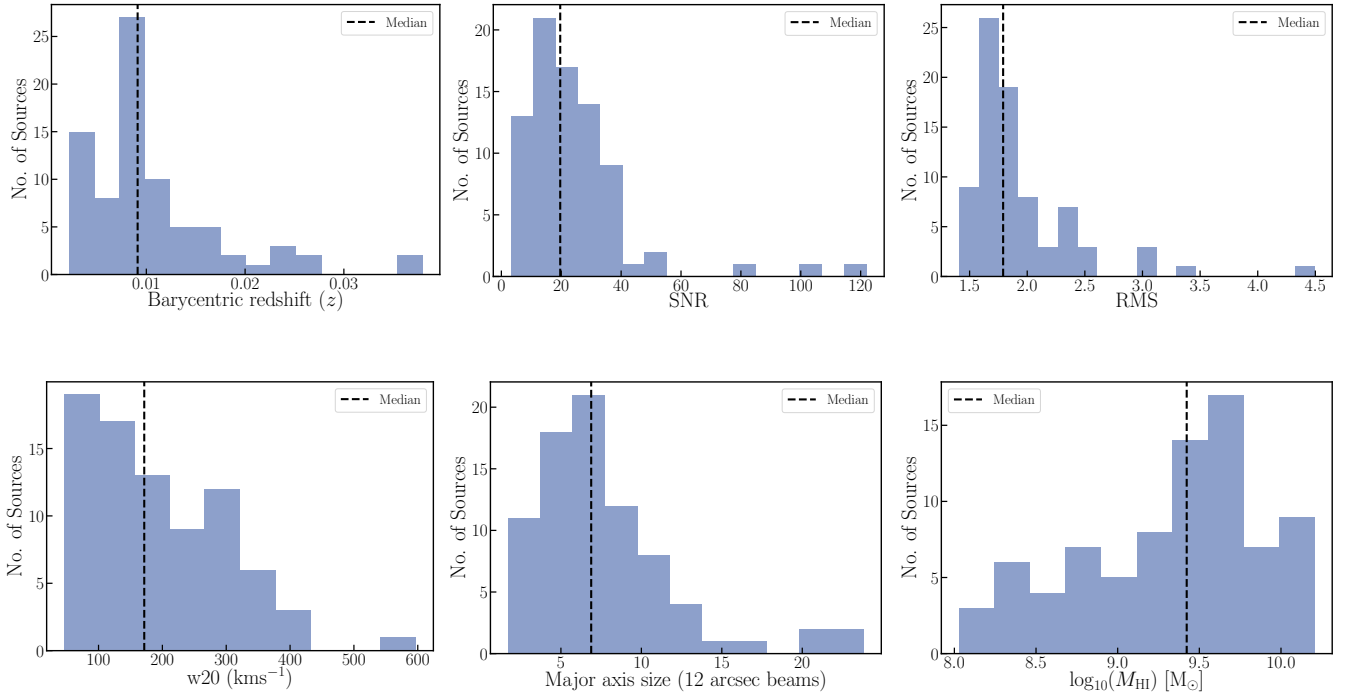 Median
No. of Sources
25
20
15
10
5
0
0.01 0.02 0.03
Barycentric redshift (z)
Median
No. of Sources
20
15
10
5
0
0 20 40 60 80 100 120
SNR
Median
No. of Sources
25
20
15
10
5
0
1.5 2.0 2.5 3.0 3.5 4.0 4.5
RMS
Median
No. of Sources
15
10
5
0
100 200 300 400 500 600
w20 (kms⁻¹)
Median
No. of Sources
20
15
10
5
0
5 10 15 20
Major axis size (12 arcsec beams)
Median
No. of Sources
15
10
5
0
8.0 8.5 9.0 9.5 10.0
log₁₀(M_HI) [M_⊙]